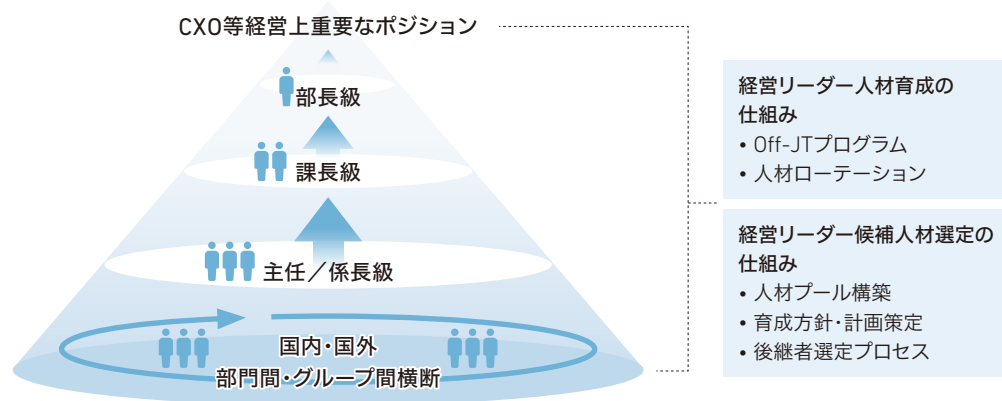 CXO等経営上重要なポジション
部長級
課長級
主任／係長級
国内・国外
部門間・グループ間横断
経営リーダー人材育成の
仕組み
• Off-JTプログラム
• 人材ローテーション
経営リーダー候補人材選定の
仕組み
• 人材プール構築
• 育成方針・計画策定
• 後継者選定プロセス